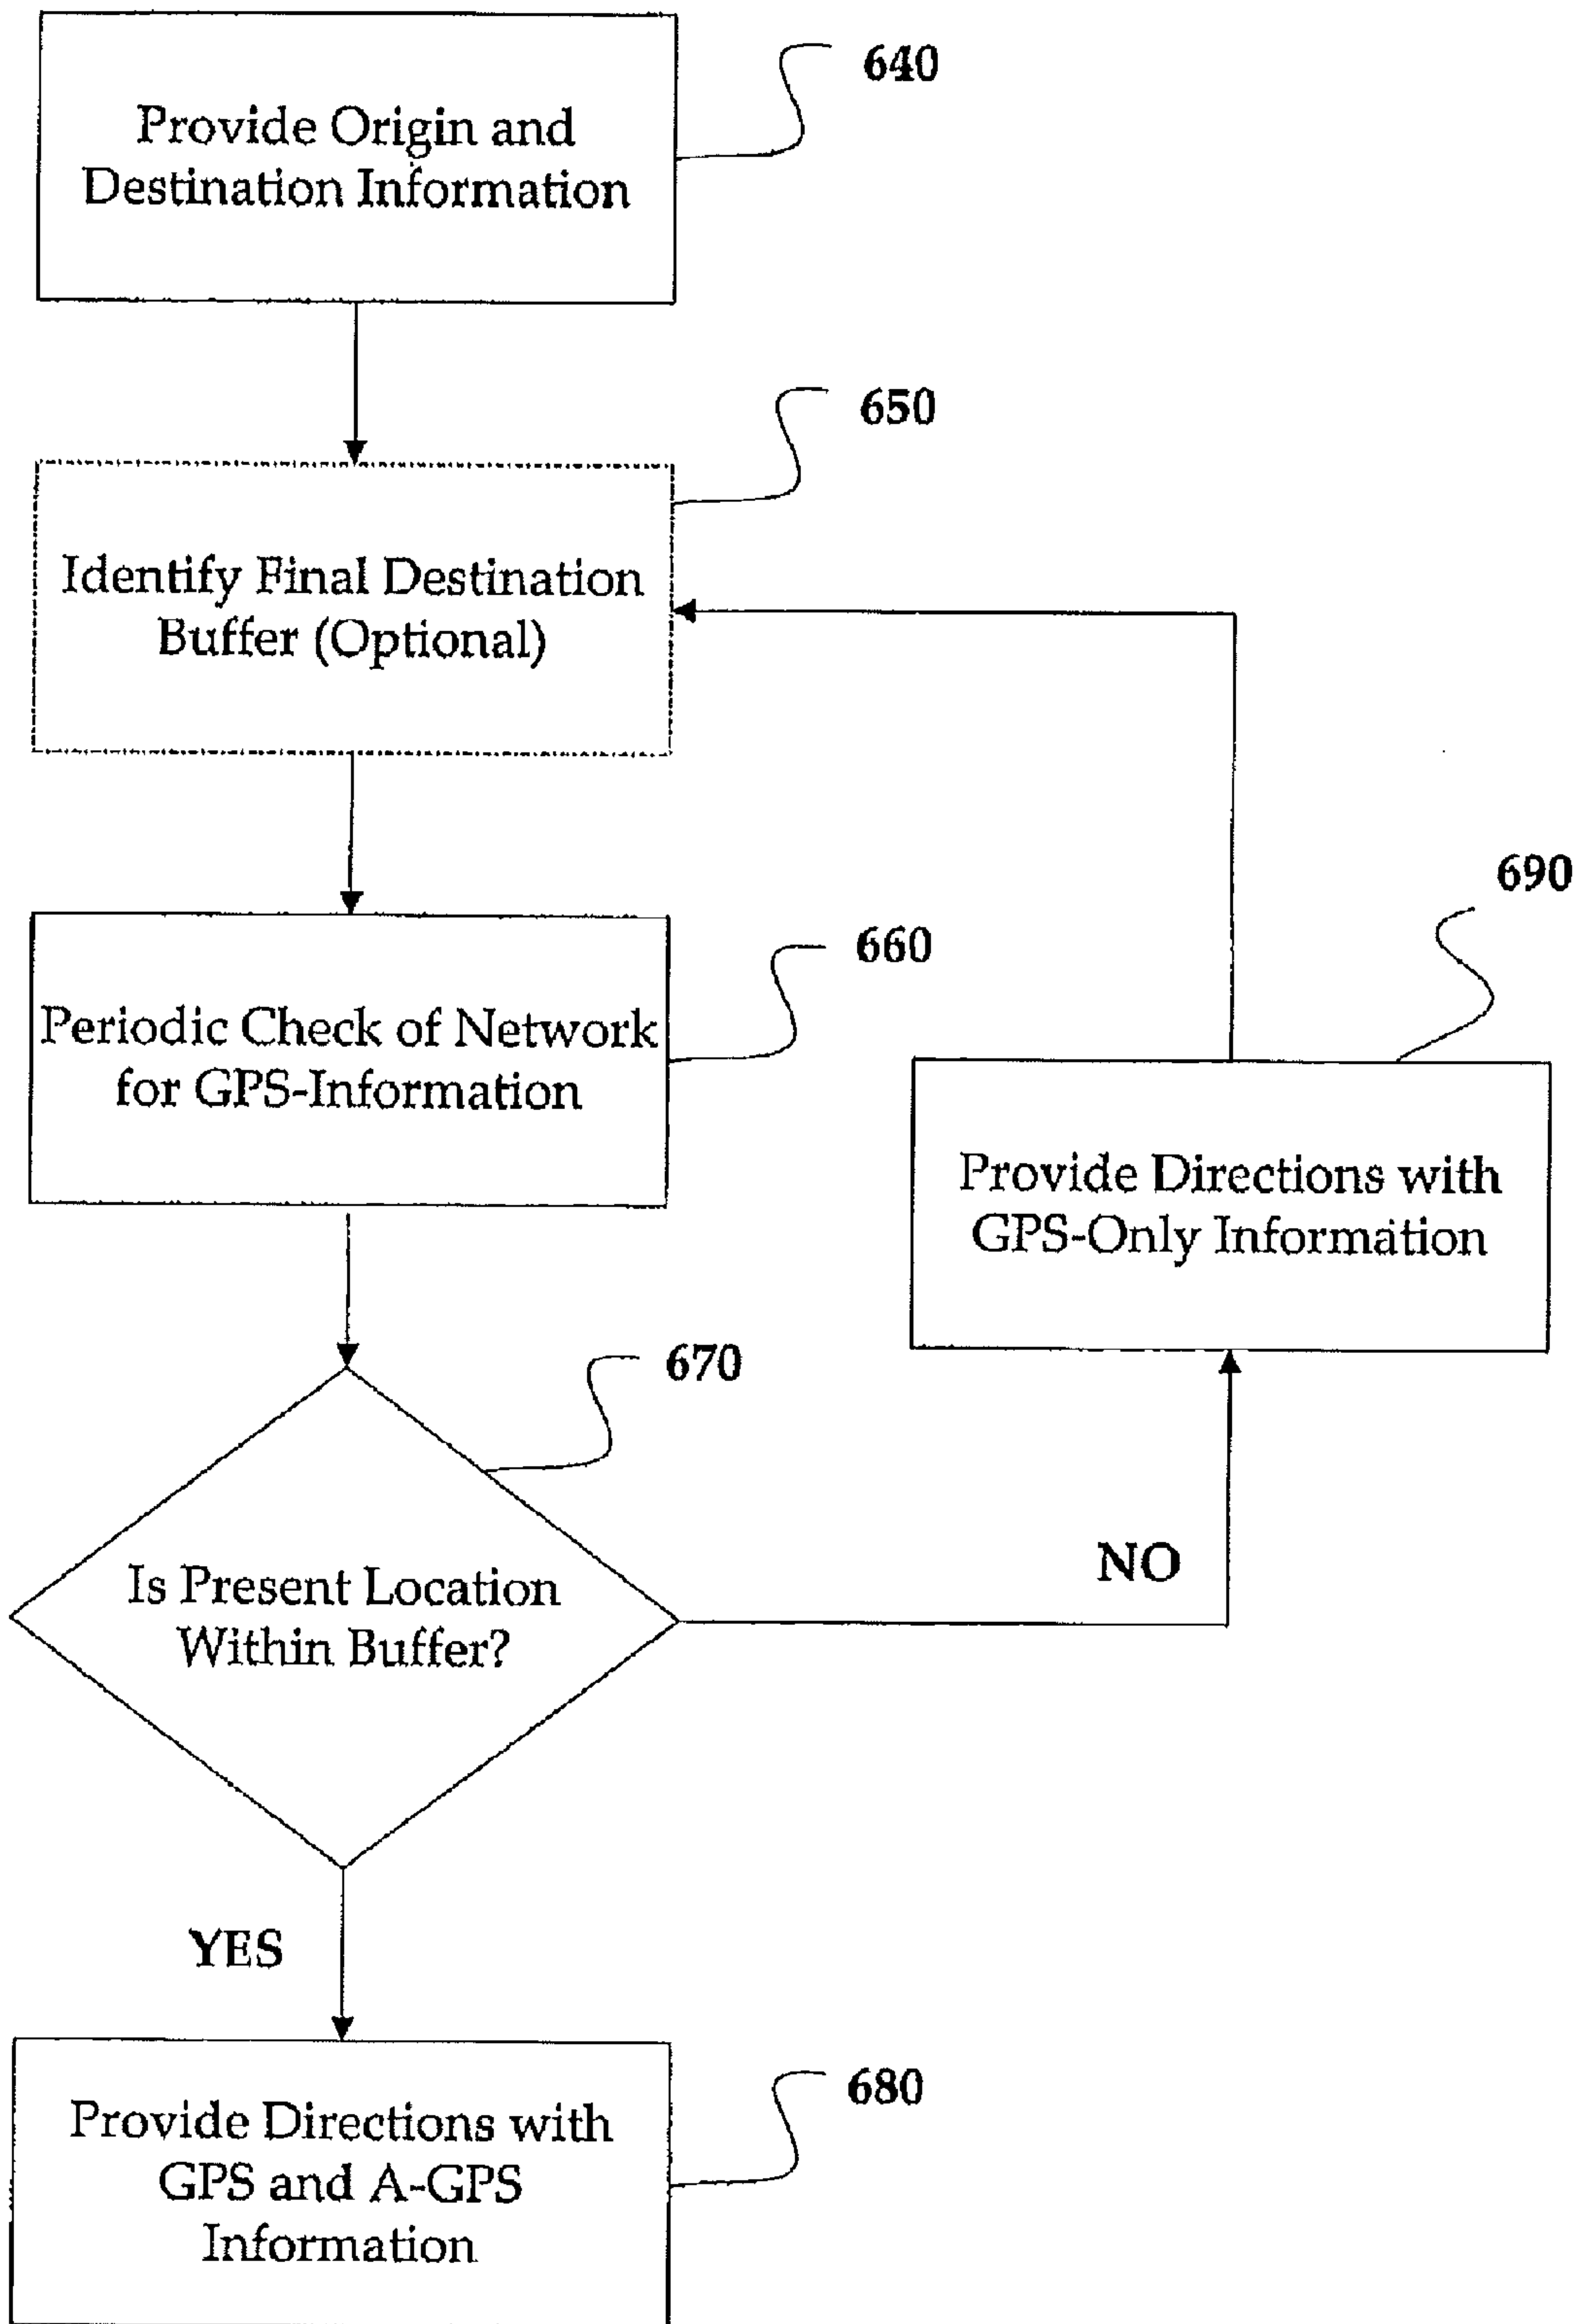 Provide Origin and
Destination Information
640
Identify Final Destination
Buffer (Optional)
650
Periodic Check of Network
for GPS-Information
660
690
Provide Directions with
GPS-Only Information
Is Present Location
Within Buffer?
670
NO
YES
Provide Directions with
GPS and A-GPS
Information
680